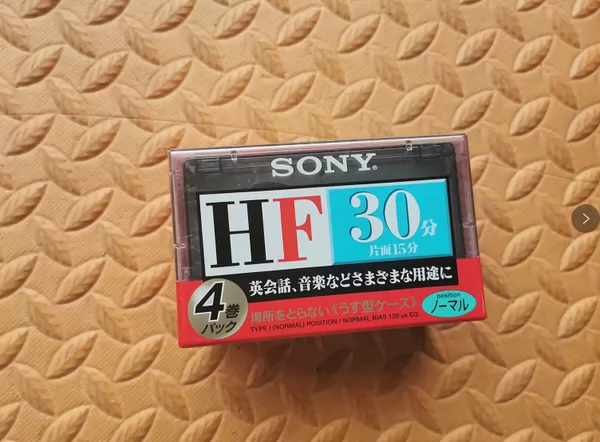 SONY.
HF 30分
片面15分
英会話、音楽などさまざまな用途に
4巻
パック
場所をとらない《うす型ケース》
position
ノーマル
TYPE I (NORMAL) POSITION / NORMAL BIAS 120 μs EQ